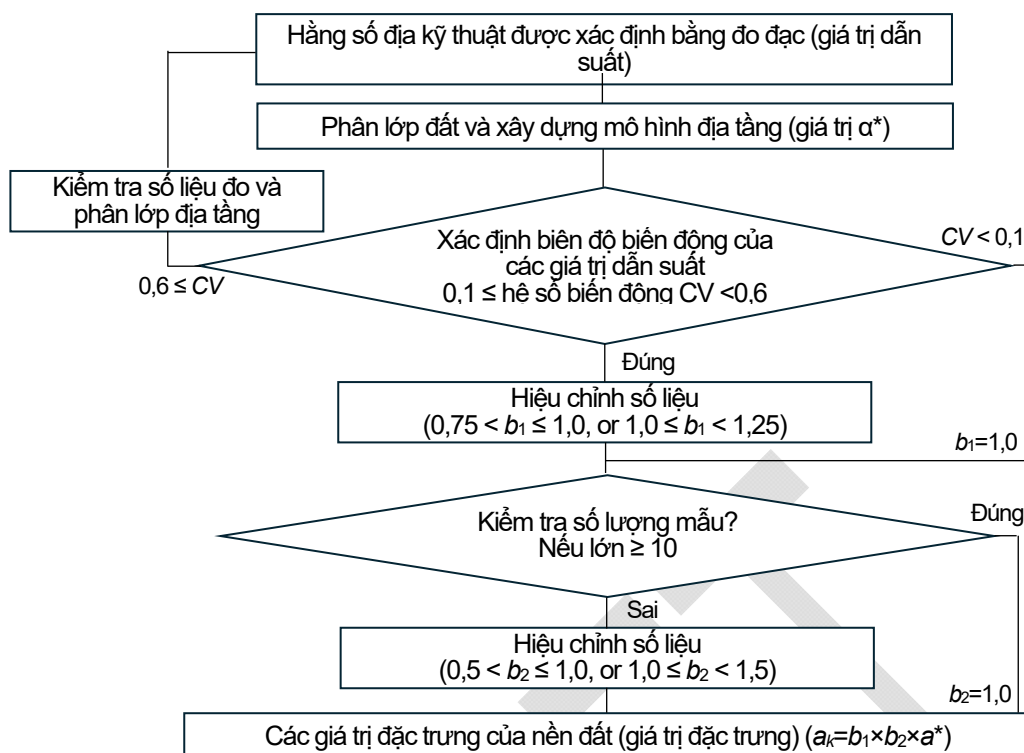 Hằng số địa kỹ thuật được xác định bằng đo đạc (giá trị dẫn
suất)
Phân lớp đất và xây dựng mô hình địa tầng (giá trị α*)
Kiểm tra số liệu đo và
phân lớp địa tầng
Xác định biên độ biến động của
các giá trị dẫn suất
0,1 ≤ hệ số biến động CV <0,6
CV < 0,1
0,6 ≤ CV
Đúng
Hiệu chỉnh số liệu
(0,75 < b₁ ≤ 1,0, or 1,0 ≤ b₁ < 1,25)
b₁=1,0
Kiểm tra số lượng mẫu?
Nếu lớn ≥ 10
Đúng
Sai
Hiệu chỉnh số liệu
(0,5 < b₂ ≤ 1,0, or 1,0 ≤ b₂ < 1,5)
b₂=1,0
Các giá trị đặc trưng của nền đất (giá trị đặc trưng) (aₖ=b₁×b₂×a*)